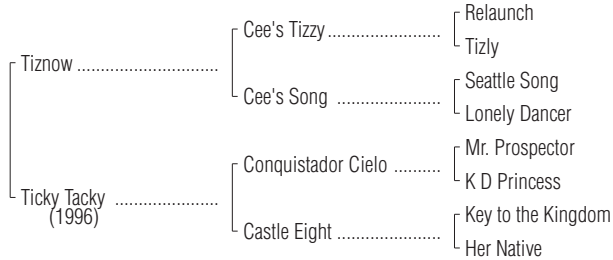 Relaunch
Cee's Tizzy ..........................
Tizly
Tiznow ................................
Seattle Song
Cee's Song ........................
Lonely Dancer
Mr. Prospector
Conquistador Cielo ..........
K D Princess
Ticky Tacky .......................
(1996)
Key to the Kingdom
Castle Eight ........................
Her Native